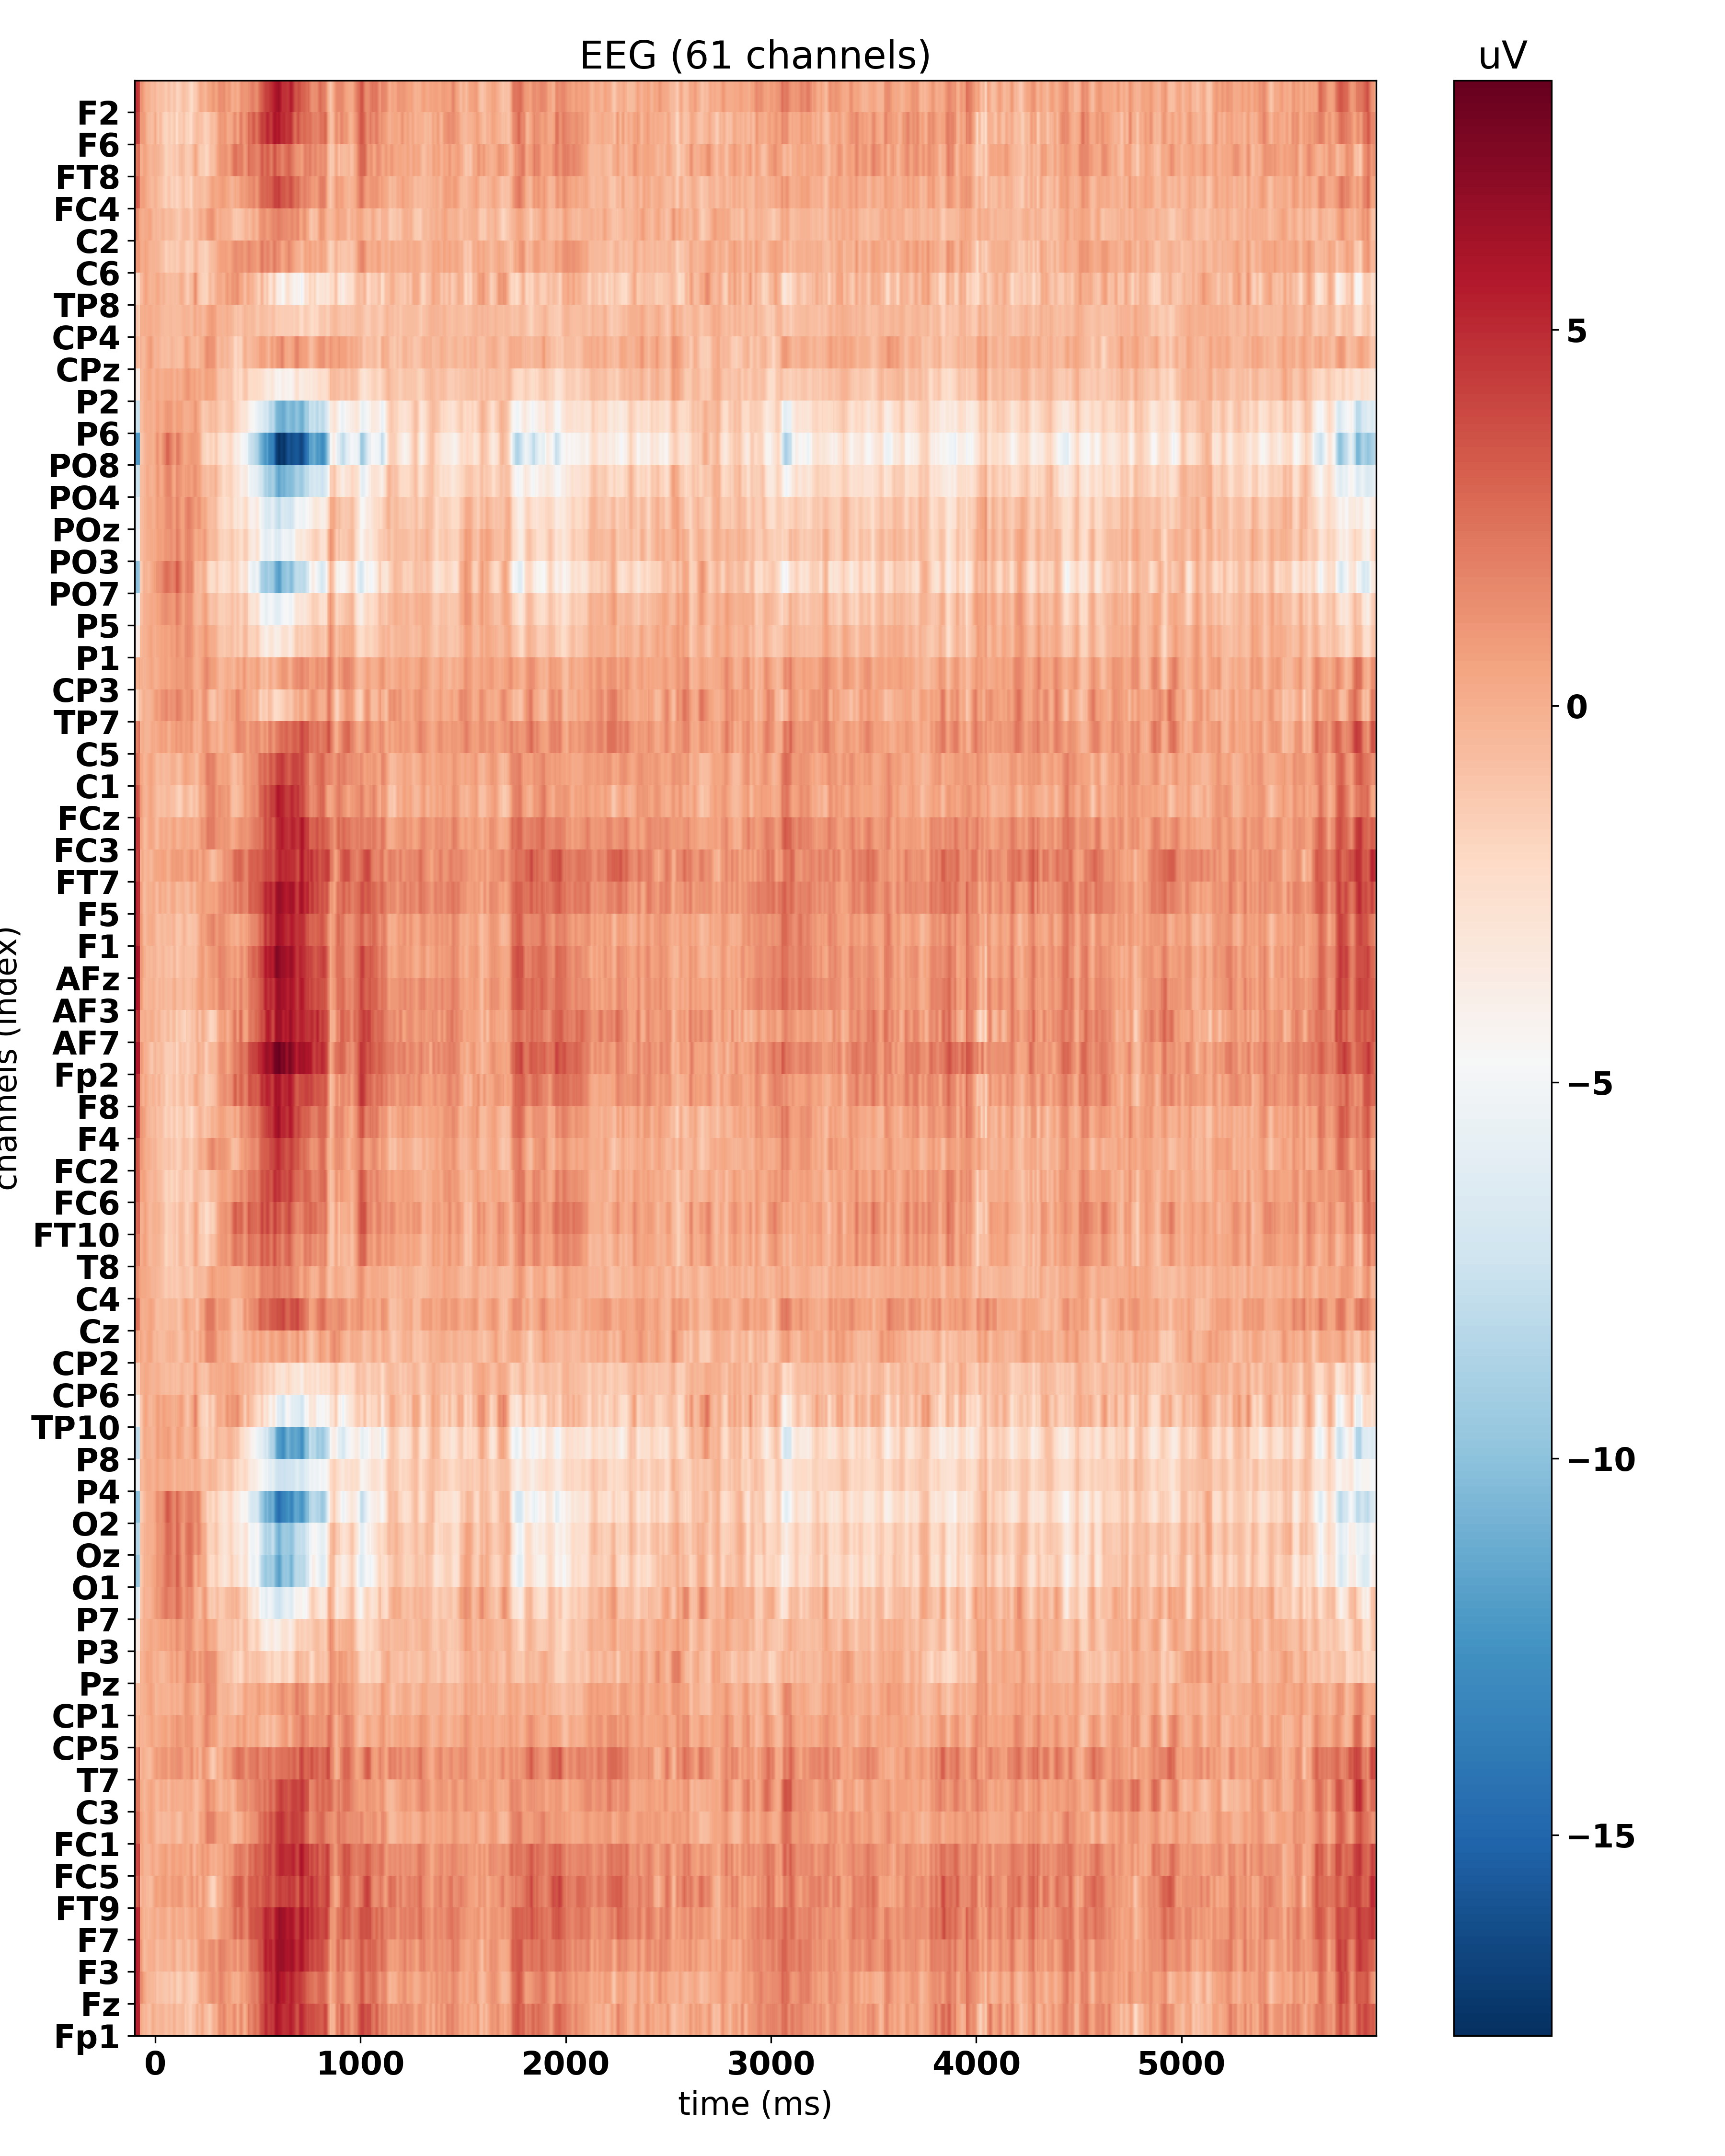 EEG (61 channels)
uV
F2
F6
FT8
FC4
C2
C6
TP8
CP4
CPz
P2
P6
PO8
PO4
POz
PO3
PO7
P5
P1
CP3
TP7
C5
C1
FCz
FC3
FT7
F5
F1
AFz
AF3
AF7
Fp2
F8
F4
FC2
FC6
FT10
T8
C4
Cz
CP2
CP6
TP10
P8
P4
O2
Oz
O1
P7
P3
Pz
CP1
CP5
T7
C3
FC1
FC5
FT9
F7
F3
Fz
Fp1
channels (index)
0 1000 2000 3000 4000 5000
time (ms)
5
0
−5
−10
−15